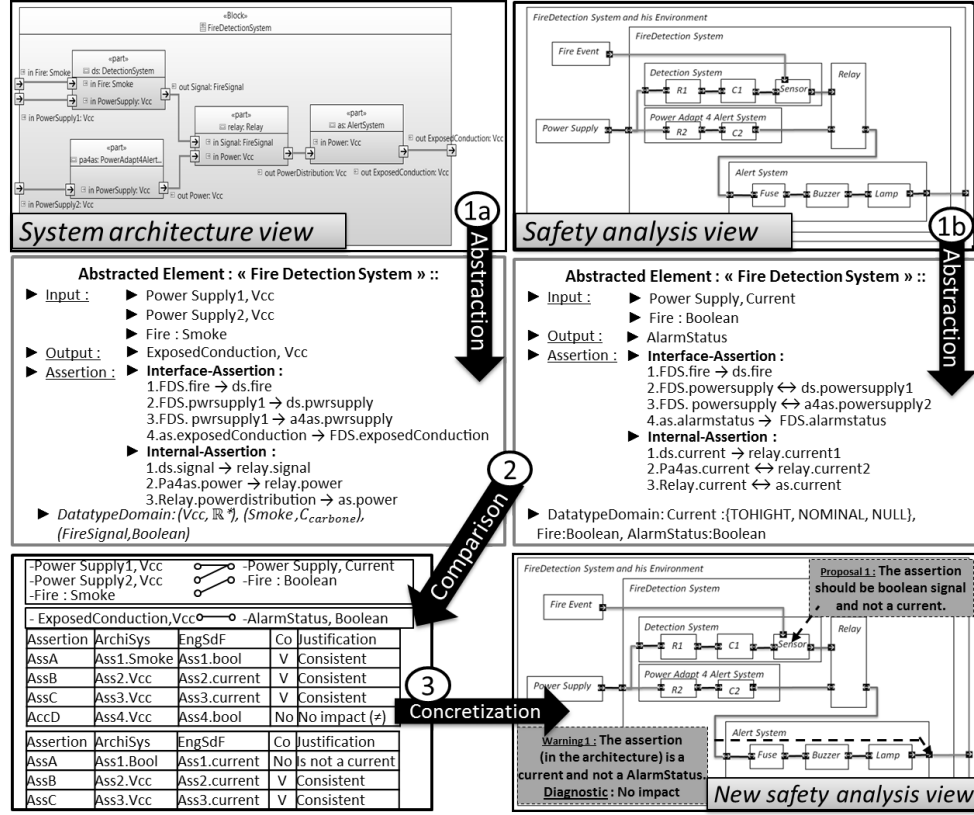 «Block»
FireDetectionSystem
«part»
ds: DetectionSystem
in Fire: Smoke
in Fire: Smoke
in PowerSupply: Vcc
in PowerSupply1: Vcc
out Signal: FireSignal
«part»
relay: Relay
in Signal: FireSignal
in Power: Vcc
«part»
as: AlertSystem
in Power: Vcc
out ExposedConduction: Vcc
«part»
pa4as: PowerAdapt4Alert...
in PowerSupply: Vcc
in PowerSupply2: Vcc
out Power: Vcc
out PowerDistribution: Vcc
out ExposedConduction: Vcc
System architecture view
1a
Abstraction
FireDetection System and his Environment
FireDetection System
Fire Event
Detection System
R1
C1
Sensor
Relay
Power Supply
Power Adapt 4 Alert System
R2
C2
Alert System
Fuse
Buzzer
Lamp
Safety analysis view
1b
Abstraction
Abstracted Element : « Fire Detection System » ::
► Input : ► Power Supply1, Vcc
► Power Supply2, Vcc
► Fire : Smoke
► Output : ► ExposedConduction, Vcc
► Assertion : ► Interface-Assertion :
1.FDS.fire → ds.fire
2.FDS.pwrsupply1 → ds.pwrsupply
3.FDS. pwrsupply1 → a4as.pwrsupply
4.as.exposedConduction → FDS.exposedConduction
► Internal-Assertion :
1.ds.signal → relay.signal
2.Pa4as.power → relay.power
3.Relay.powerdistribution → as.power
► DatatypeDomain: (Vcc, ℝ*), (Smoke, C_carbone),
(FireSignal,Boolean)
Abstracted Element : « Fire Detection System » ::
► Input : ► Power Supply, Current
► Fire : Boolean
► Output : ► AlarmStatus
► Assertion : ► Interface-Assertion :
1.FDS.fire → ds.fire
2.FDS.powersupply ↔ ds.powersupply1
3.FDS. powersupply ↔ a4as.powersupply2
4.as.alarmstatus → FDS.alarmstatus
► Internal-Assertion :
1.ds.current → relay.current1
2.Pa4as.current ↔ relay.current2
3.Relay.current ↔ as.current
► DatatypeDomain: Current :{TOHIGHT, NOMINAL, NULL},
Fire:Boolean, AlarmStatus:Boolean
2
Comparison
-Power Supply1, Vcc -Power Supply, Current
-Power Supply2, Vcc -Fire : Boolean
-Fire : Smoke
- ExposedConduction,Vcc -AlarmStatus, Boolean
Assertion ArchiSys EngSdF Co Justification
AssA Ass1.Smoke Ass1.bool V Consistent
AssB Ass2.Vcc Ass2.current V Consistent
AssC Ass3.Vcc Ass3.current V Consistent
AccD Ass4.Vcc Ass4.bool No No impact (≠)
Assertion ArchiSys EngSdF Co Justification
AssA Ass1.Bool Ass1.current No Is not a current
AssB Ass2.Vcc Ass2.current V Consistent
AssC Ass3.Vcc Ass3.current V Consistent
3
Concretization
FireDetection System and his Environment
FireDetection System
Proposal 1 : The assertion
should be boolean signal
and not a current.
Fire Event
Detection System
R1
C1
Sensor
Relay
Power Supply
Power Adapt 4 Alert System
R2
C2
Alert System
Fuse
Buzzer
Lamp
Warning1 : The assertion
(in the architecture) is a
current and not a AlarmStatus.
Diagnostic : No impact
New safety analysis view